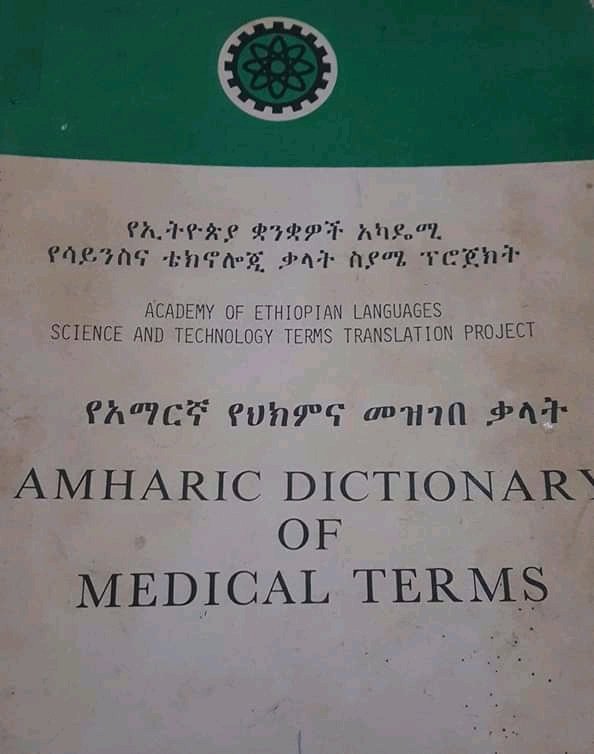 የኢትዮጵያ ቋንቋዎች አካዴሚ
የሳይንስና ቴክኖሎጂ ቃላት ስያሜ ፕሮጀክት
ACADEMY OF ETHIOPIAN LANGUAGES
SCIENCE AND TECHNOLOGY TERMS TRANSLATION PROJECT
የአማርኛ የህክምና መዝገበ ቃላት
AMHARIC DICTIONARY
OF
MEDICAL TERMS